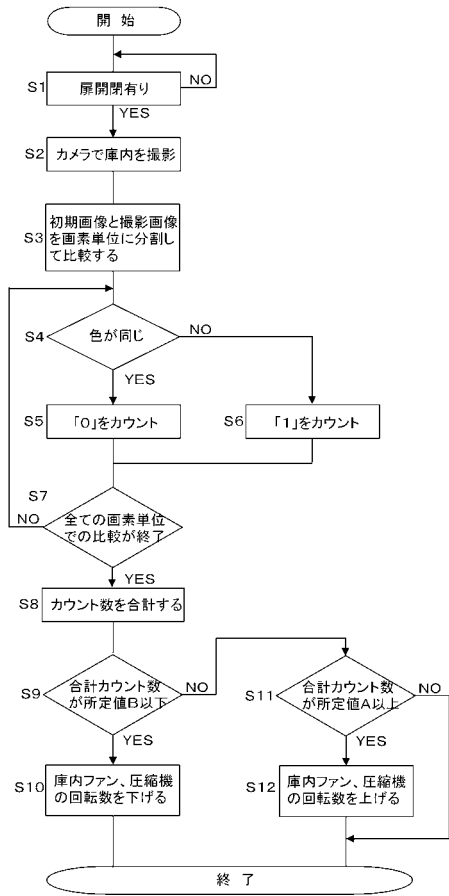 開 始
S1
扉開閉有り
NO
YES
S2
カメラで庫内を撮影
S3
初期画像と撮影画像
を画素単位に分割し
て比較する
S4
色が同じ
NO
YES
S5
「0」をカウント
S6
「1」をカウント
S7
全ての画素単位
での比較が終了
NO
YES
S8
カウント数を合計する
S9
合計カウント数
が所定値B以下
NO
YES
S11
合計カウント数
が所定値A以上
NO
YES
S10
庫内ファン、圧縮機
の回転数を下げる
S12
庫内ファン、圧縮機
の回転数を上げる
終 了